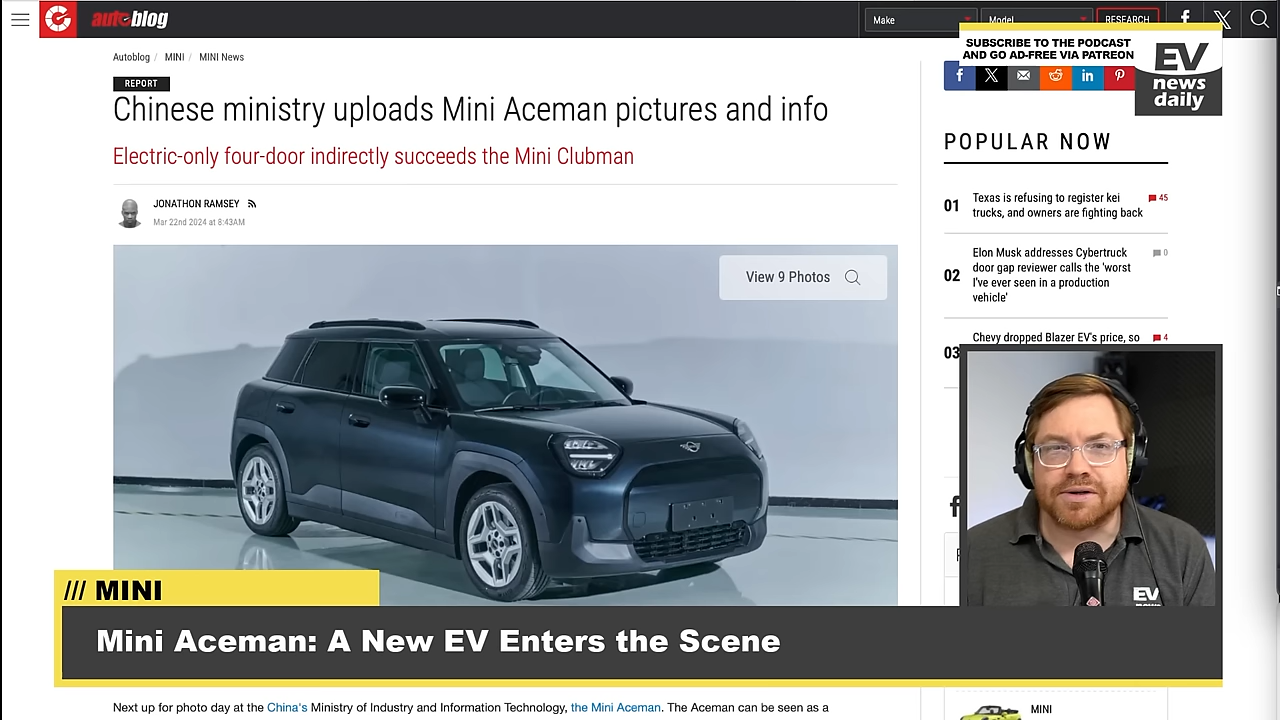 autoblog
Make
Model
RESEARCH
SUBSCRIBE TO THE PODCAST
AND GO AD-FREE VIA PATREON
EV
news
daily
Autoblog / MINI / MINI News
REPORT
Chinese ministry uploads Mini Aceman pictures and info
Electric-only four-door indirectly succeeds the Mini Clubman
JONATHON RAMSEY
Mar 22nd 2024 at 8:43AM
View 9 Photos
POPULAR NOW
01
Texas is refusing to register kei
trucks, and owners are fighting back
45
02
Elon Musk addresses Cybertruck
door gap reviewer calls the 'worst
I've ever seen in a production
vehicle'
0
03
Chevy dropped Blazer EV's price, so
4
EV
/// MINI
Mini Aceman: A New EV Enters the Scene
Next up for photo day at the China's Ministry of Industry and Information Technology, the Mini Aceman. The Aceman can be seen as a
MINI